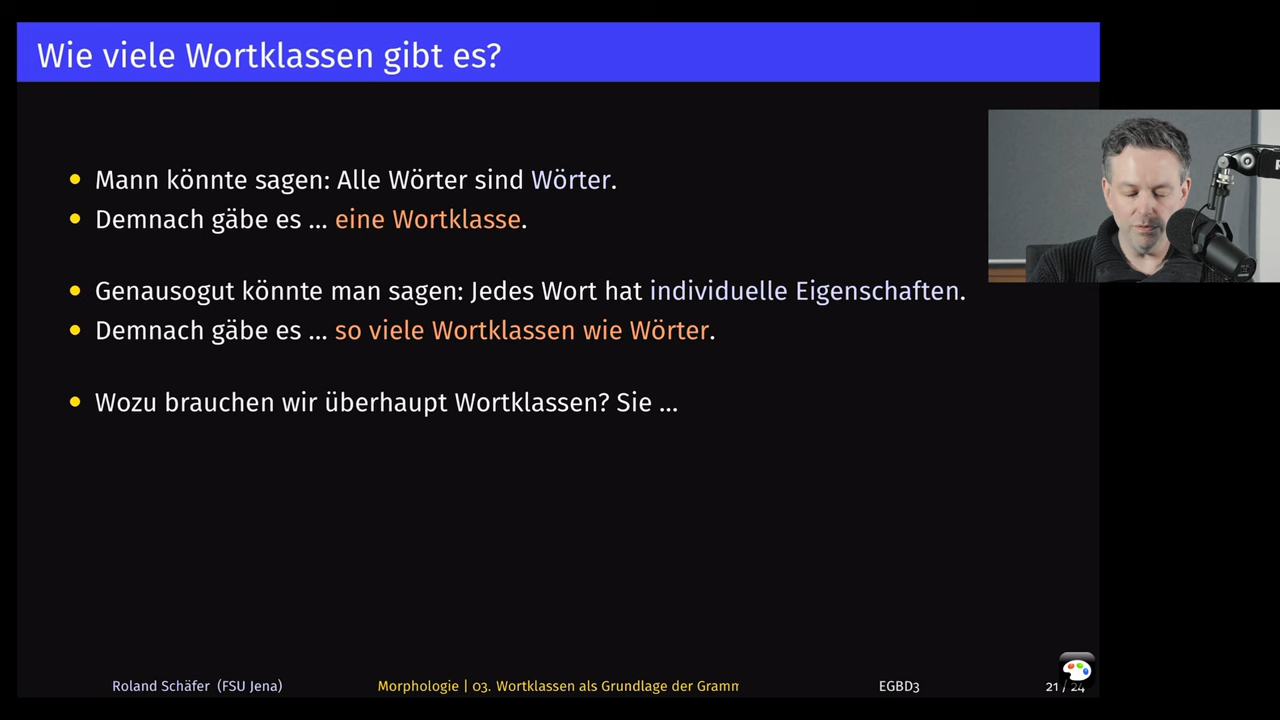 Wie viele Wortklassen gibt es?
Mann könnte sagen: Alle Wörter sind Wörter.
Demnach gäbe es ... eine Wortklasse.
Genausogut könnte man sagen: Jedes Wort hat individuelle Eigenschaften.
Demnach gäbe es ... so viele Wortklassen wie Wörter.
Wozu brauchen wir überhaupt Wortklassen? Sie ...
Roland Schäfer (FSU Jena) Morphologie | 03. Wortklassen als Grundlage der Gramm EGBD3 21 / 24